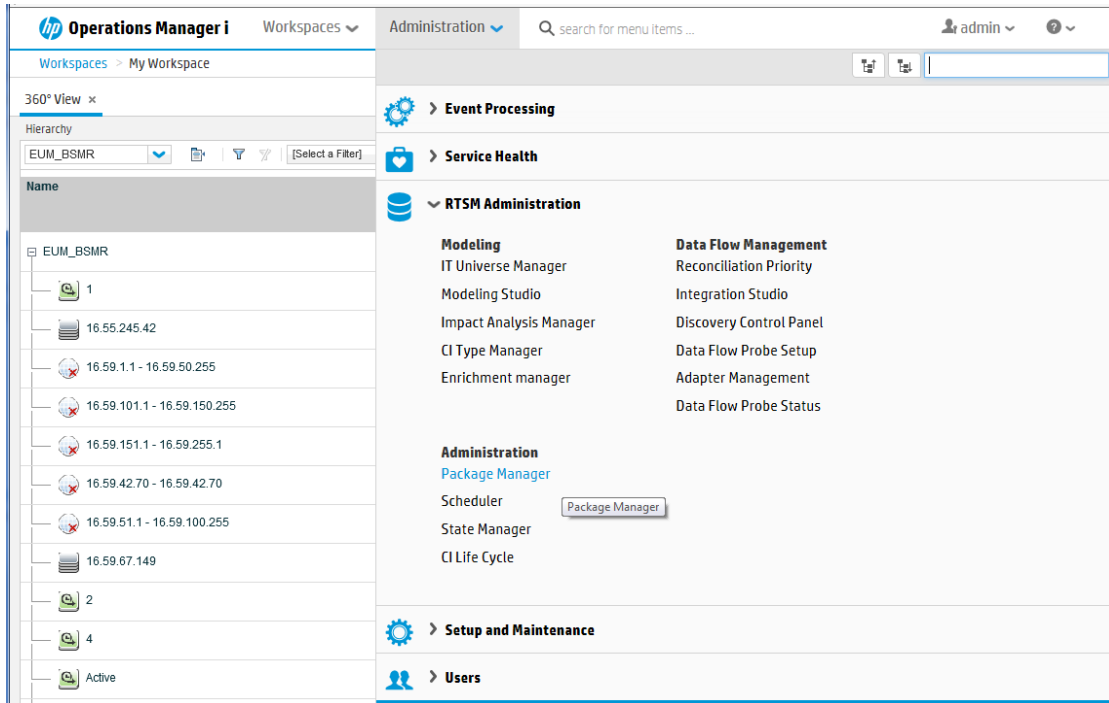 hp Operations Manager i Workspaces Administration search for menu items ... admin ?
Workspaces > My Workspace
360° View ×
Hierarchy
EUM_BSMR [Select a Filter]
Name
EUM_BSMR
1
16.55.245.42
16.59.1.1 - 16.59.50.255
16.59.101.1 - 16.59.150.255
16.59.151.1 - 16.59.255.1
16.59.42.70 - 16.59.42.70
16.59.51.1 - 16.59.100.255
16.59.67.149
2
4
Active
Event Processing
Service Health
RTSM Administration
Modeling
IT Universe Manager
Modeling Studio
Impact Analysis Manager
CI Type Manager
Enrichment manager
Data Flow Management
Reconciliation Priority
Integration Studio
Discovery Control Panel
Data Flow Probe Setup
Adapter Management
Data Flow Probe Status
Administration
Package Manager
Scheduler
Package Manager
State Manager
CI Life Cycle
Setup and Maintenance
Users